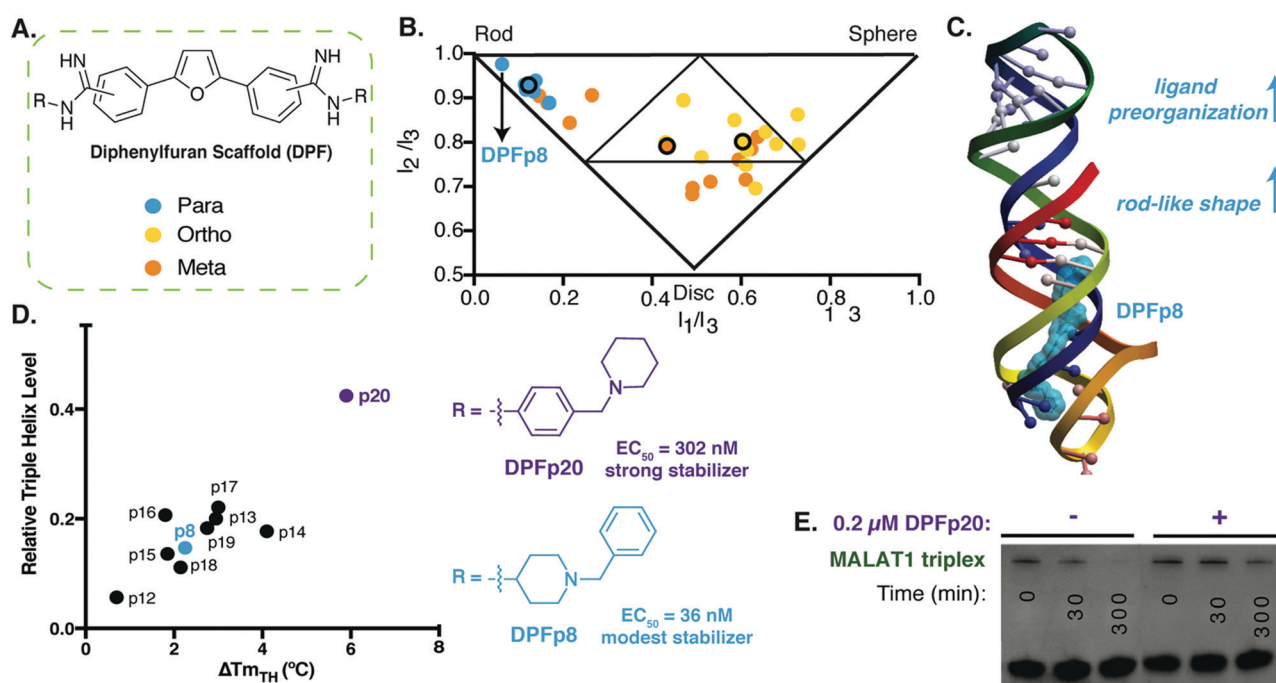 A.
NH
NH
R
N
H
O
N
H
R
Diphenylfuran Scaffold (DPF)
Para
Ortho
Meta
B.
Rod
Sphere
1.0
0.9
0.8
0.7
0.6
0.5
I2/I3
DPFp8
0.0
0.2
0.4
Disc
0.6
0.8
1.0
I1/I3
1 3
C.
ligand
preorganization
rod-like shape
DPFp8
D.
Relative Triple Helix Level
0.4
0.2
0.0
p20
p17
p16
p13
p8
p14
p19
p15
p18
p12
0
2
4
6
8
ΔTmTH (ºC)
R =
N
DPFp20
EC50 = 302 nM
strong stabilizer
R =
N
DPFp8
EC50 = 36 nM
modest stabilizer
E.
0.2 µM DPFp20:
-
+
MALAT1 triplex
Time (min):
0
30
300
0
30
300